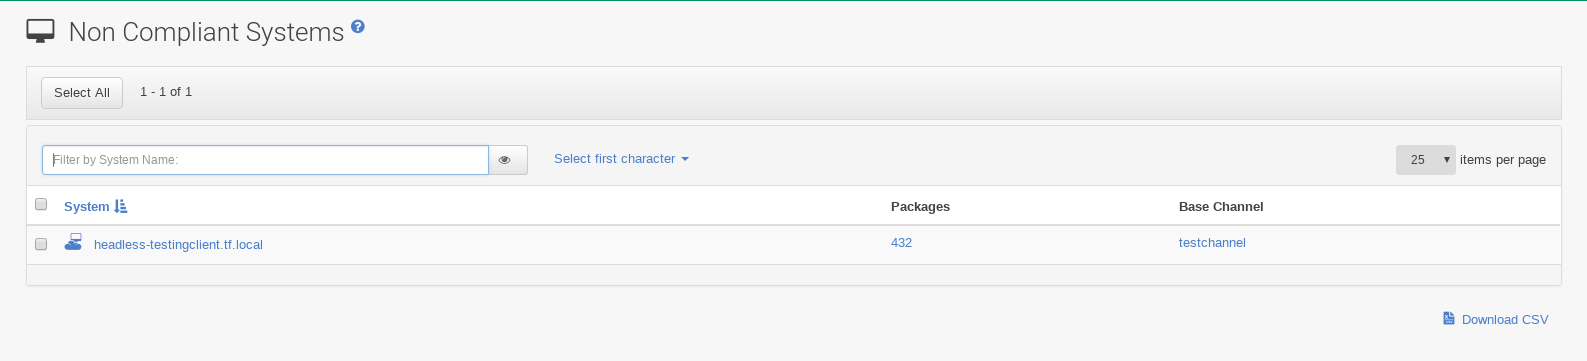 Non Compliant Systems
Select All 1 - 1 of 1
Filter by System Name: Select first character 25 items per page
System Packages Base Channel
headless-testingclient.tf.local 432 testchannel
Download CSV